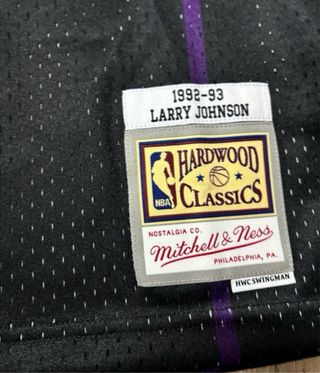 1992-93
LARRY JOHNSON
NBA
HARDWOOD
CLASSICS
NOSTALGIA CO.
Mitchell & Ness
PHILADELPHIA, PA.
HWC SWINGMAN